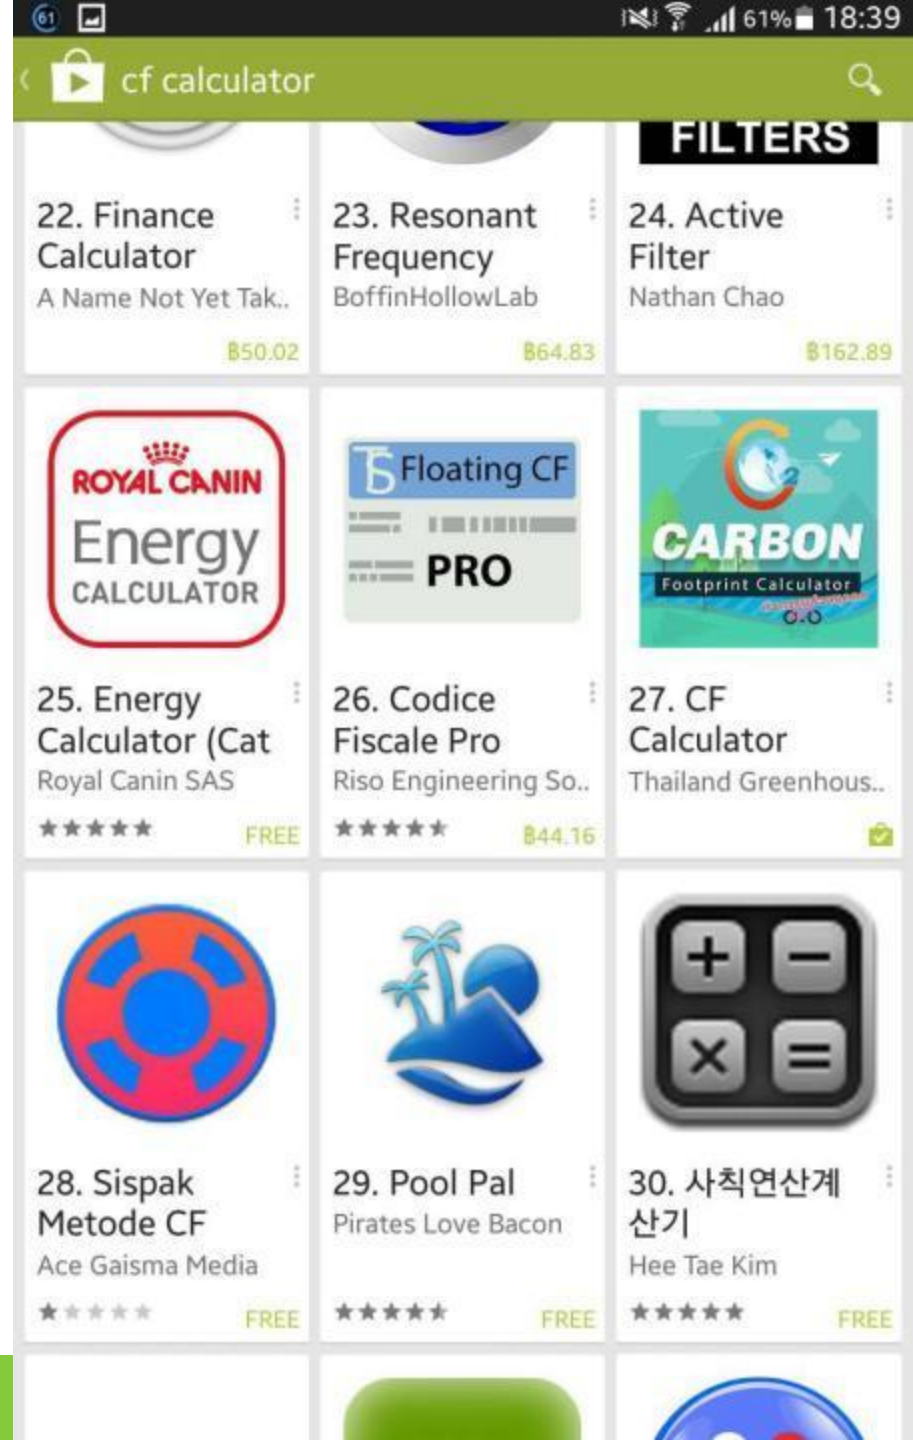 61
61% 18:39
cf calculator
FILTERS
22. Finance
Calculator
A Name Not Yet Tak..
฿50.02
23. Resonant
Frequency
BoffinHollowLab
฿64.83
24. Active
Filter
Nathan Chao
฿162.89
ROYAL CANIN
Energy
CALCULATOR
25. Energy
Calculator (Cat
Royal Canin SAS
FREE
TS Floating CF
PRO
26. Codice
Fiscale Pro
Riso Engineering So..
฿44.16
CARBON
Footprint Calculator
27. CF
Calculator
Thailand Greenhous..
28. Sispak
Metode CF
Ace Gaisma Media
FREE
29. Pool Pal
Pirates Love Bacon
FREE
30. 사칙연산계
산기
Hee Tae Kim
FREE